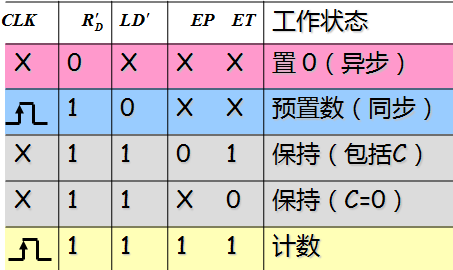 CLK R'D LD' EP ET 工作状态
X 0 X X X 置 0（异步）
1 0 X X 预置数（同步）
X 1 1 0 1 保持（包括C）
X 1 1 X 0 保持（C=0）
1 1 1 1 计数